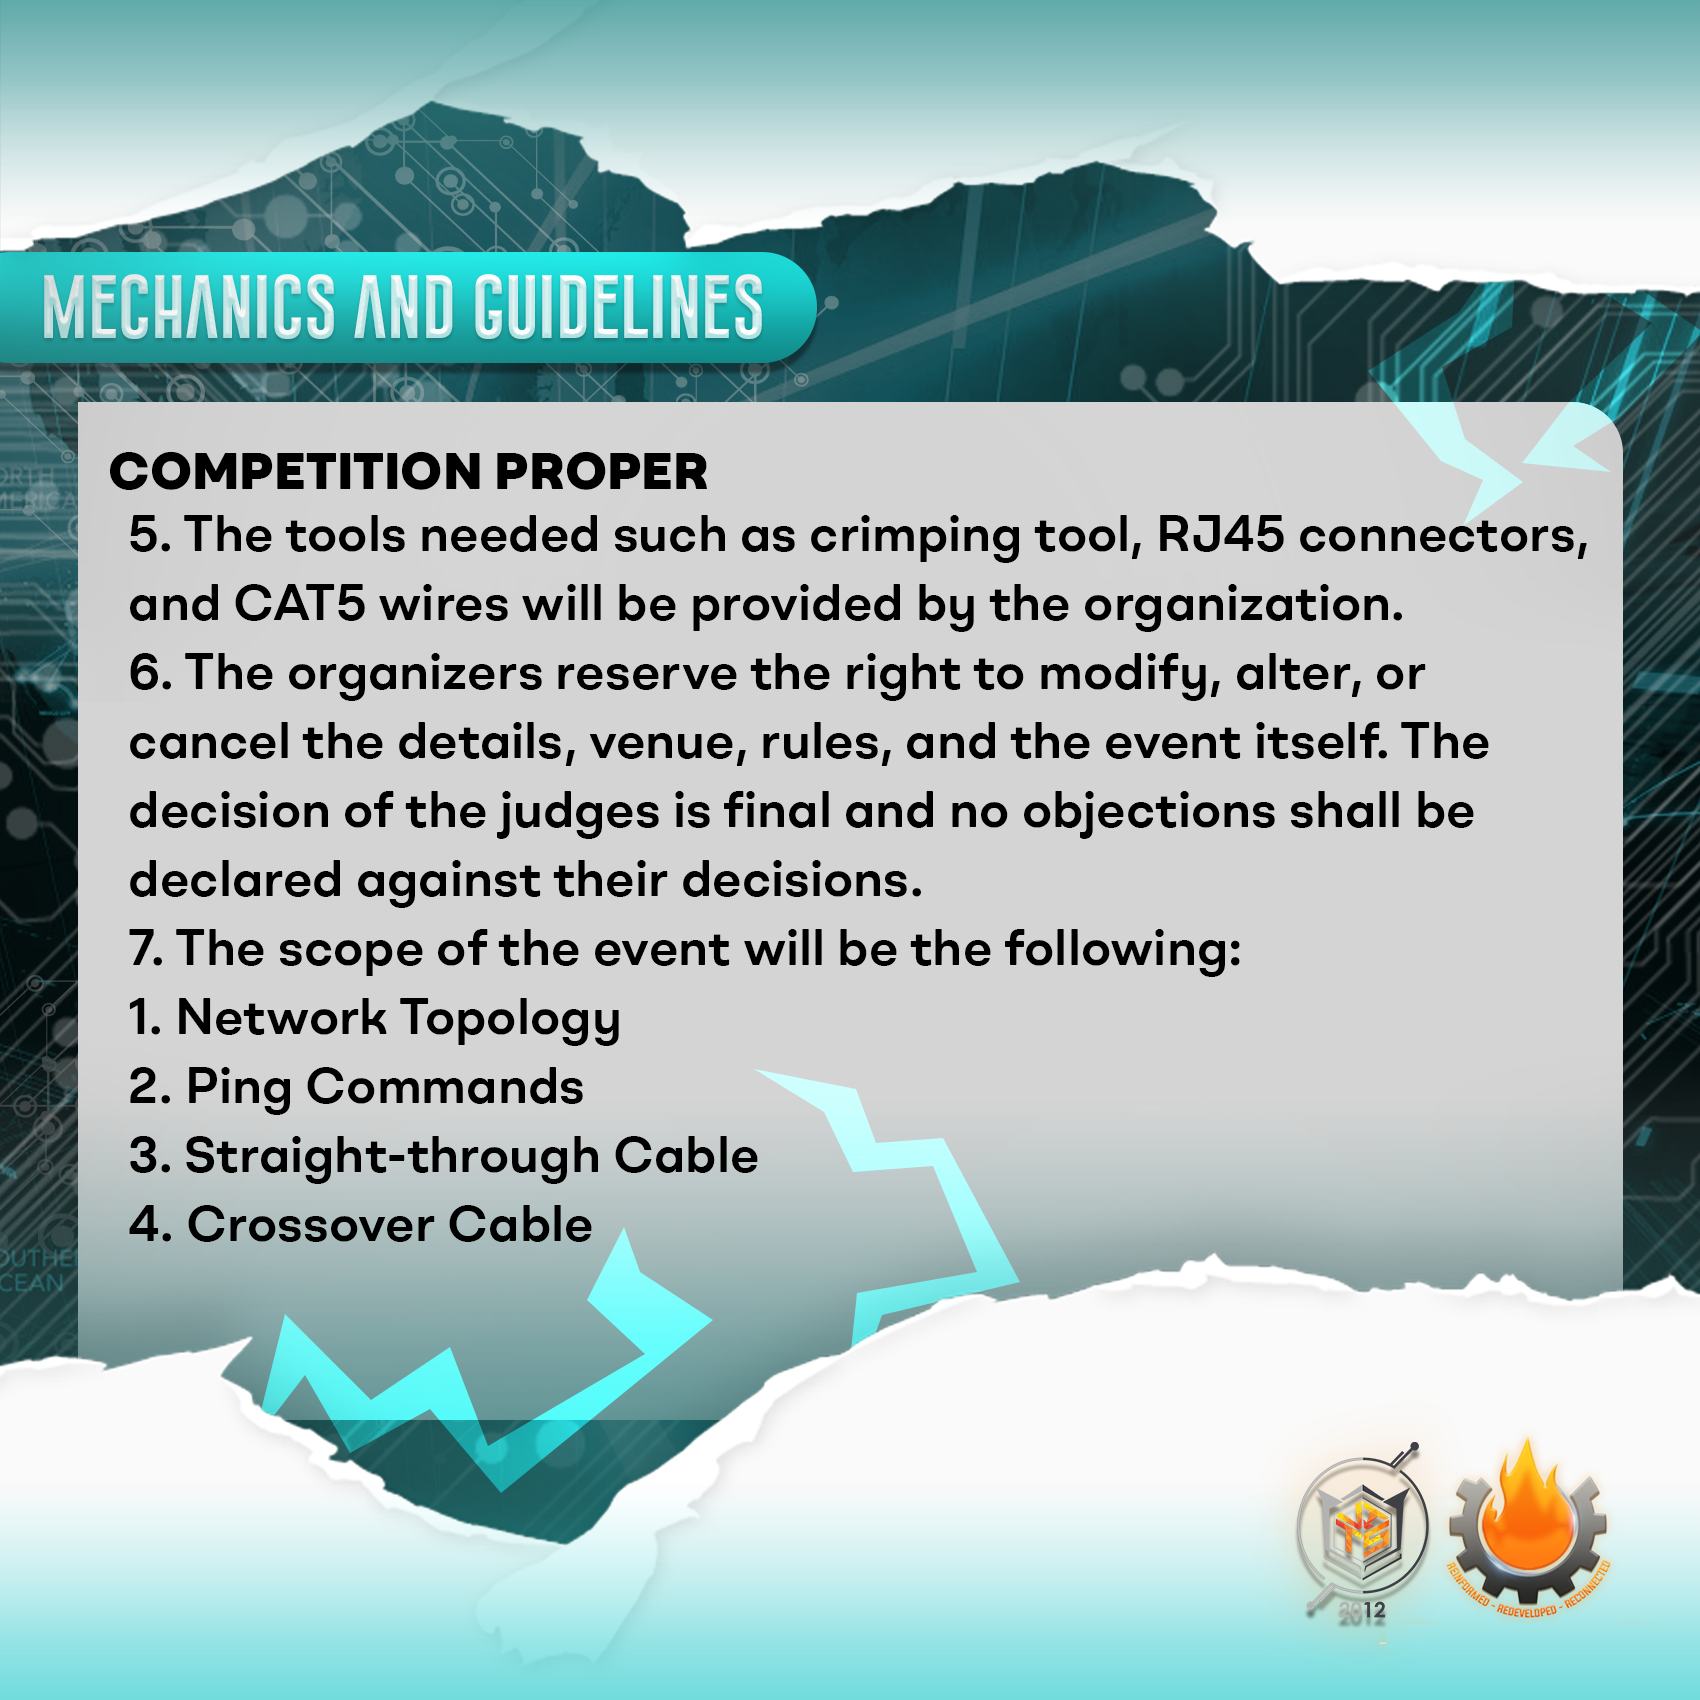 MECHANICS AND GUIDELINES
COMPETITION PROPER
5. The tools needed such as crimping tool, RJ45 connectors,
and CAT5 wires will be provided by the organization.
6. The organizers reserve the right to modify, alter, or
cancel the details, venue, rules, and the event itself. The
decision of the judges is final and no objections shall be
declared against their decisions.
7. The scope of the event will be the following:
1. Network Topology
2. Ping Commands
3. Straight-through Cable
4. Crossover Cable
2012
REINFORMED - REDEVELOPED - RECONNECTED